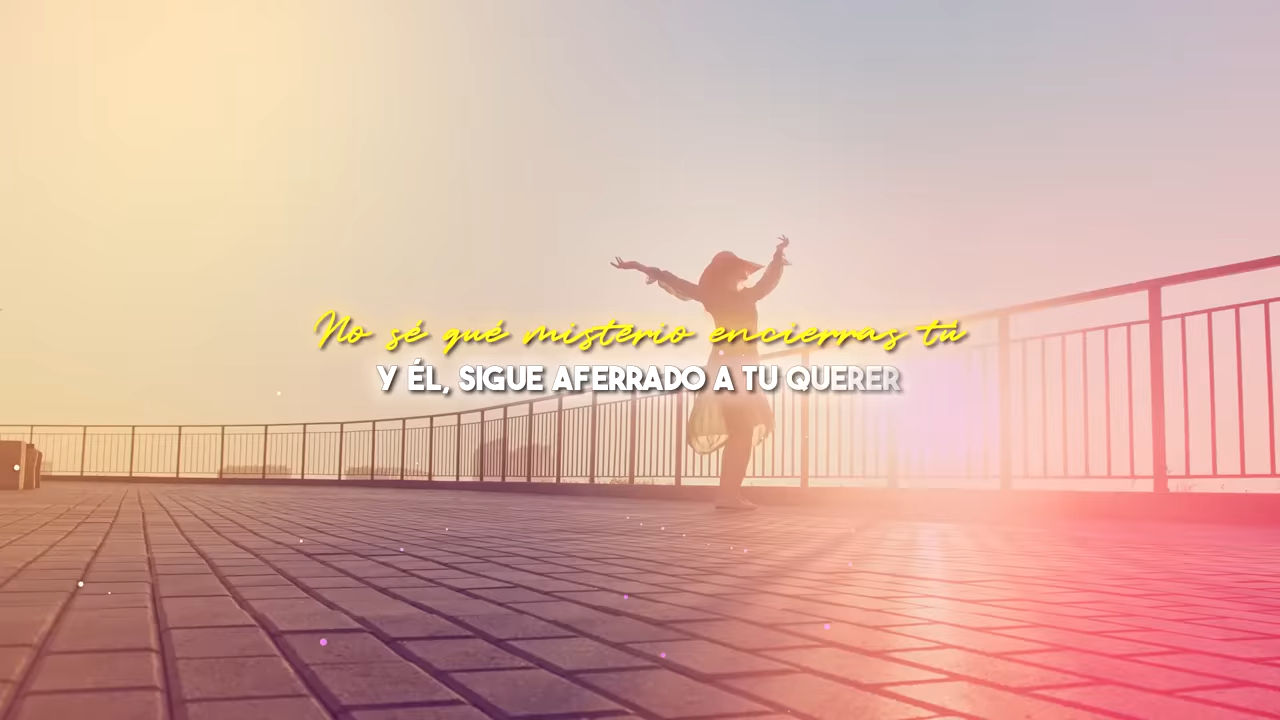 No sé qué misterio encierras tú
Y ÉL, SIGUE AFERRADO A TU QUERER